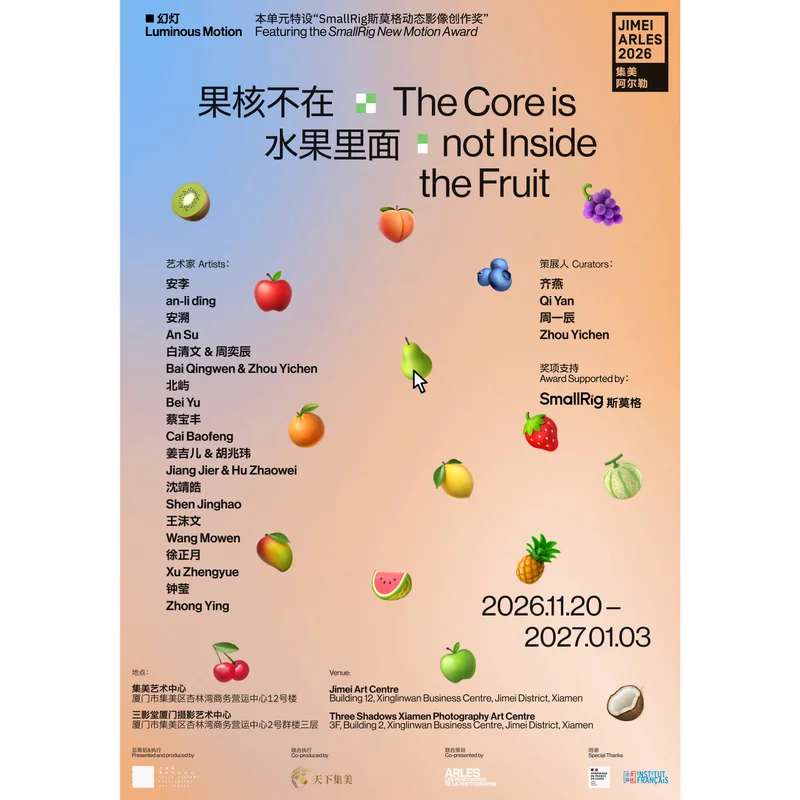 ■ 幻灯
Luminous Motion
本单元特设“SmallRig斯莫格动态影像创作奖”
Featuring the SmallRig New Motion Award
JIMEI
ARLES
2026
集美
阿尔勒
果核不在
水果里面
The Core is
not Inside
the Fruit
艺术家 Artists：
安李
an-li dīng
安溯
An Su
白清文 & 周奕辰
Bai Qingwen & Zhou Yichen
北屿
Bei Yu
蔡宝丰
Cai Baofeng
姜吉儿 & 胡兆玮
Jiang Jier & Hu Zhaowei
沈靖皓
Shen Jinghao
王沫文
Wang Mowen
徐正月
Xu Zhengyue
钟莹
Zhong Ying
策展人 Curators：
齐燕
Qi Yan
周一辰
Zhou Yichen
奖项支持
Award Supported by：
SmallRig 斯莫格
2026.11.20–
2027.01.03
地点：
集美艺术中心
厦门市集美区杏林湾商务营运中心12号楼
三影堂厦门摄影艺术中心
厦门市集美区杏林湾商务营运中心2号群楼三层
Venue:
Jimei Art Centre
Building 12, Xinglinwan Business Centre, Jimei District, Xiamen
Three Shadows Xiamen Photography Art Centre
3F, Building 2, Xinglinwan Business Centre, Jimei District, Xiamen
总策划&执行
Presented and produced by
联合执行
Co-produced by
天下集美
联合策划
Co-presented by
ARLES
LES RENCONTRES
DE LA PHOTOGRAPHIE
同谢
Special Thanks
INSTITUT
FRANÇAIS